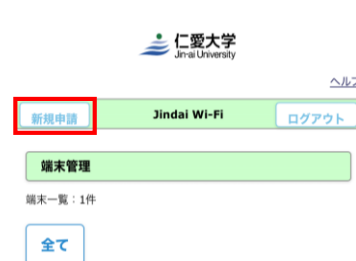 仁愛大学
Jin-ai University
ヘルプ
新規申請
Jindai Wi-Fi
ログアウト
端末管理
端末一覧：1件
全て